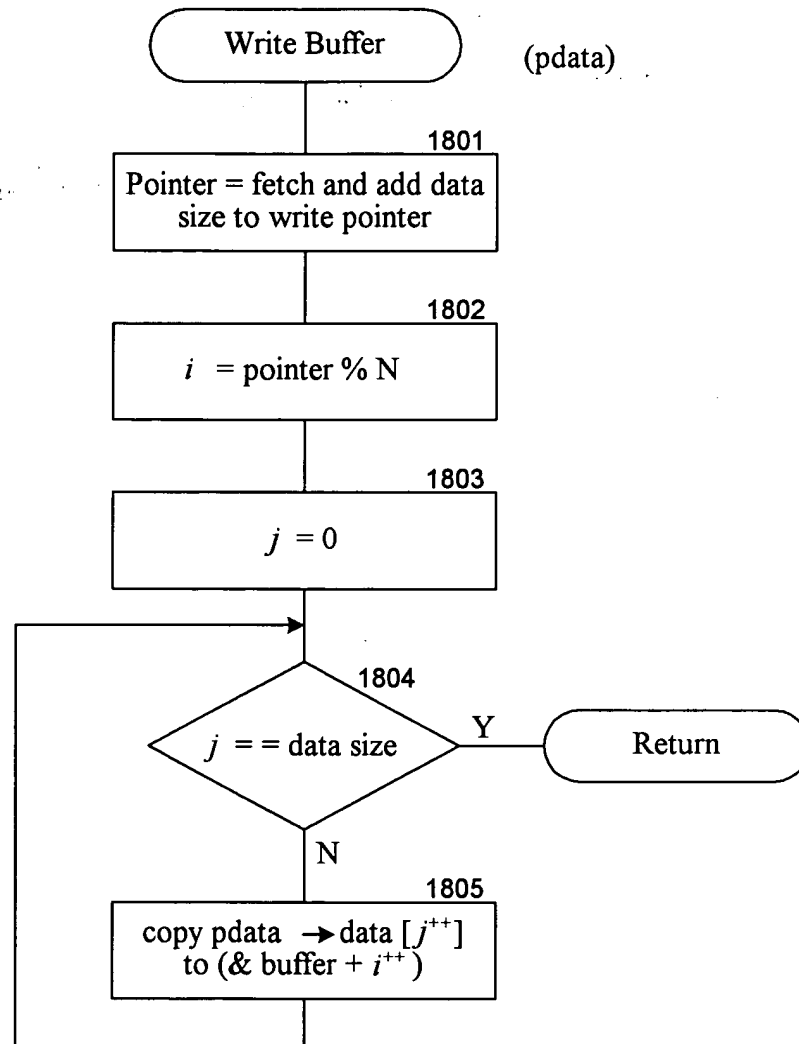 Write Buffer
(pdata)
1801
Pointer = fetch and add data
size to write pointer
1802
i = pointer % N
1803
j = 0
1804
j = = data size
Y
Return
N
1805
copy pdata → data [j++]
to (& buffer + i++)